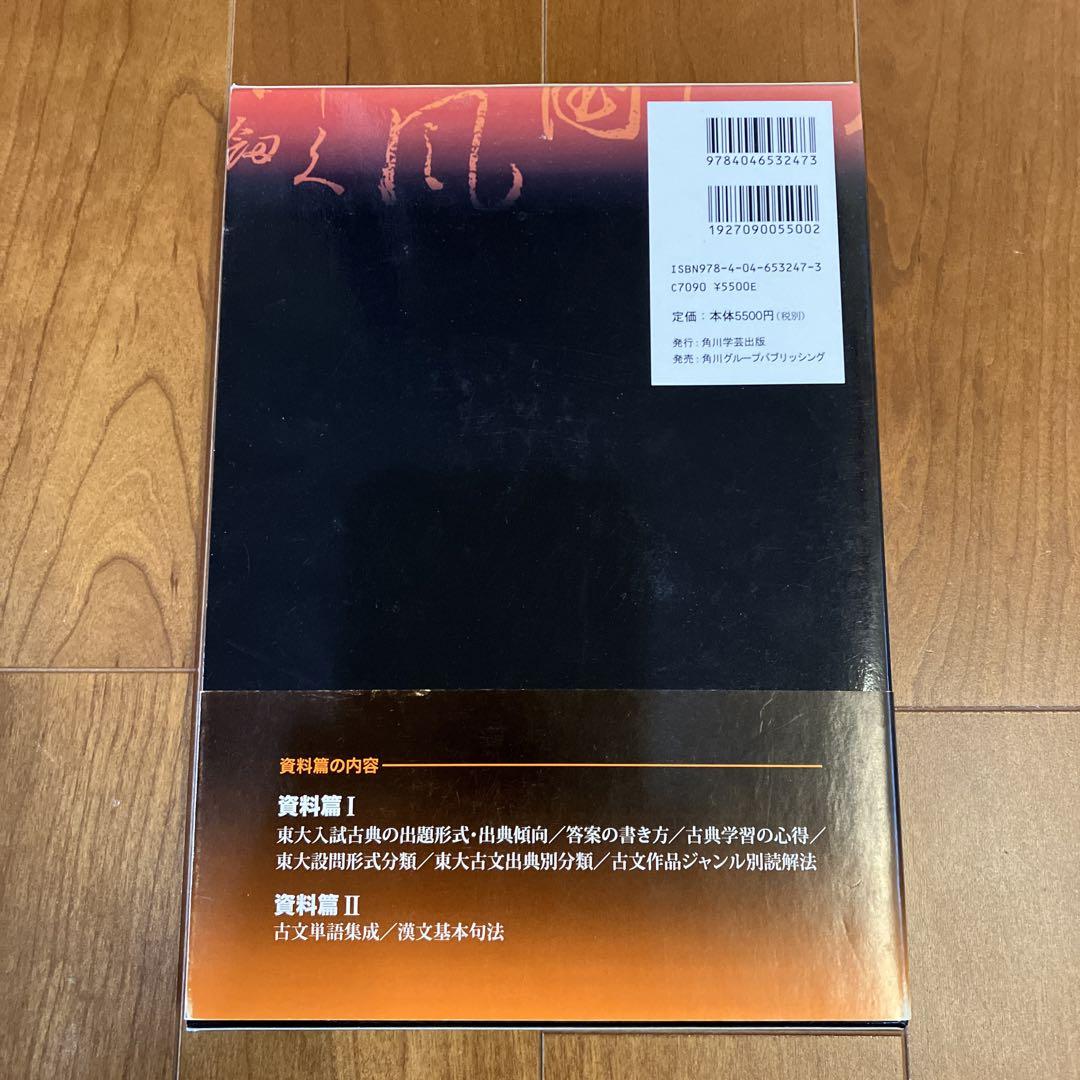 風
9784046532473
1927090055002
ISBN978-4-04-653247-3
C7090 ¥5500E
定価：本体5500円（税別）
発行：角川学芸出版
発売：角川グループパブリッシング
資料篇の内容
資料篇Ⅰ
東大入試古典の出題形式・出典傾向／答案の書き方／古典学習の心得／
東大設問形式分類／東大古文出典別分類／古文作品ジャンル別読解法
資料篇Ⅱ
古文単語集成／漢文基本句法